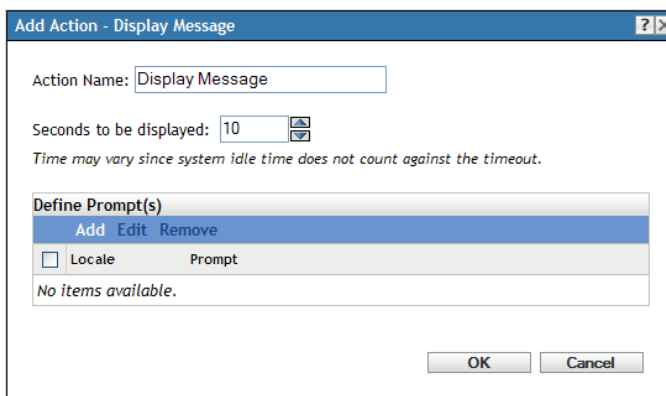 Add Action - Display Message ?
Action Name: Display Message
Seconds to be displayed: 10
Time may vary since system idle time does not count against the timeout.
Define Prompt(s)
Add Edit Remove
Locale Prompt
No items available.
OK Cancel